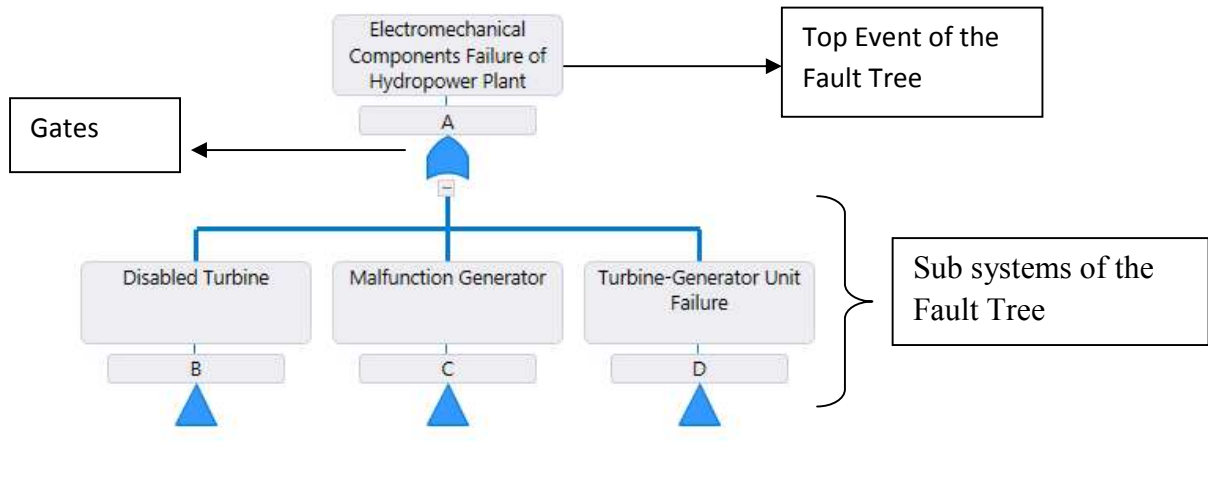 Electromechanical
Components Failure of
Hydropower Plant
Top Event of the
Fault Tree
A
Gates
Disabled Turbine
Malfunction Generator
Turbine-Generator Unit
Failure
Sub systems of the
Fault Tree
B
C
D